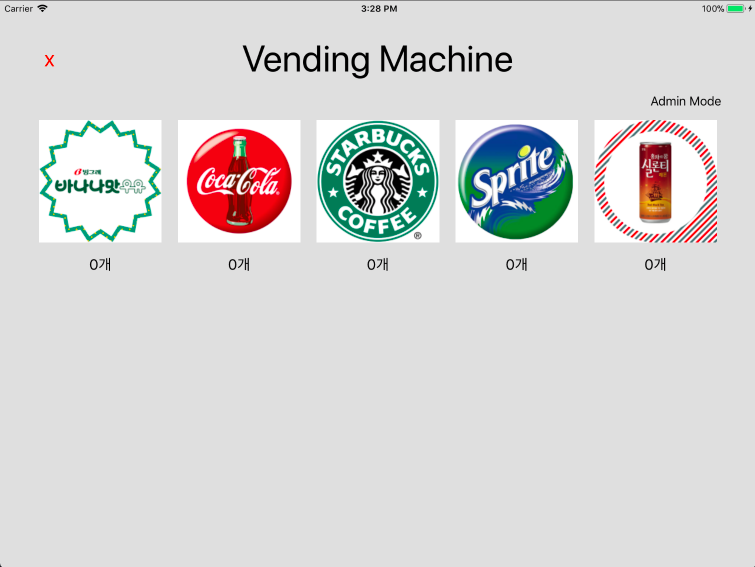 Carrier
3:28 PM
100%
X
Vending Machine
Admin Mode
빙그레
바나나맛우유
Coca-Cola
STARBUCKS
COFFEE
®
Sprite
실론티
0개
0개
0개
0개
0개